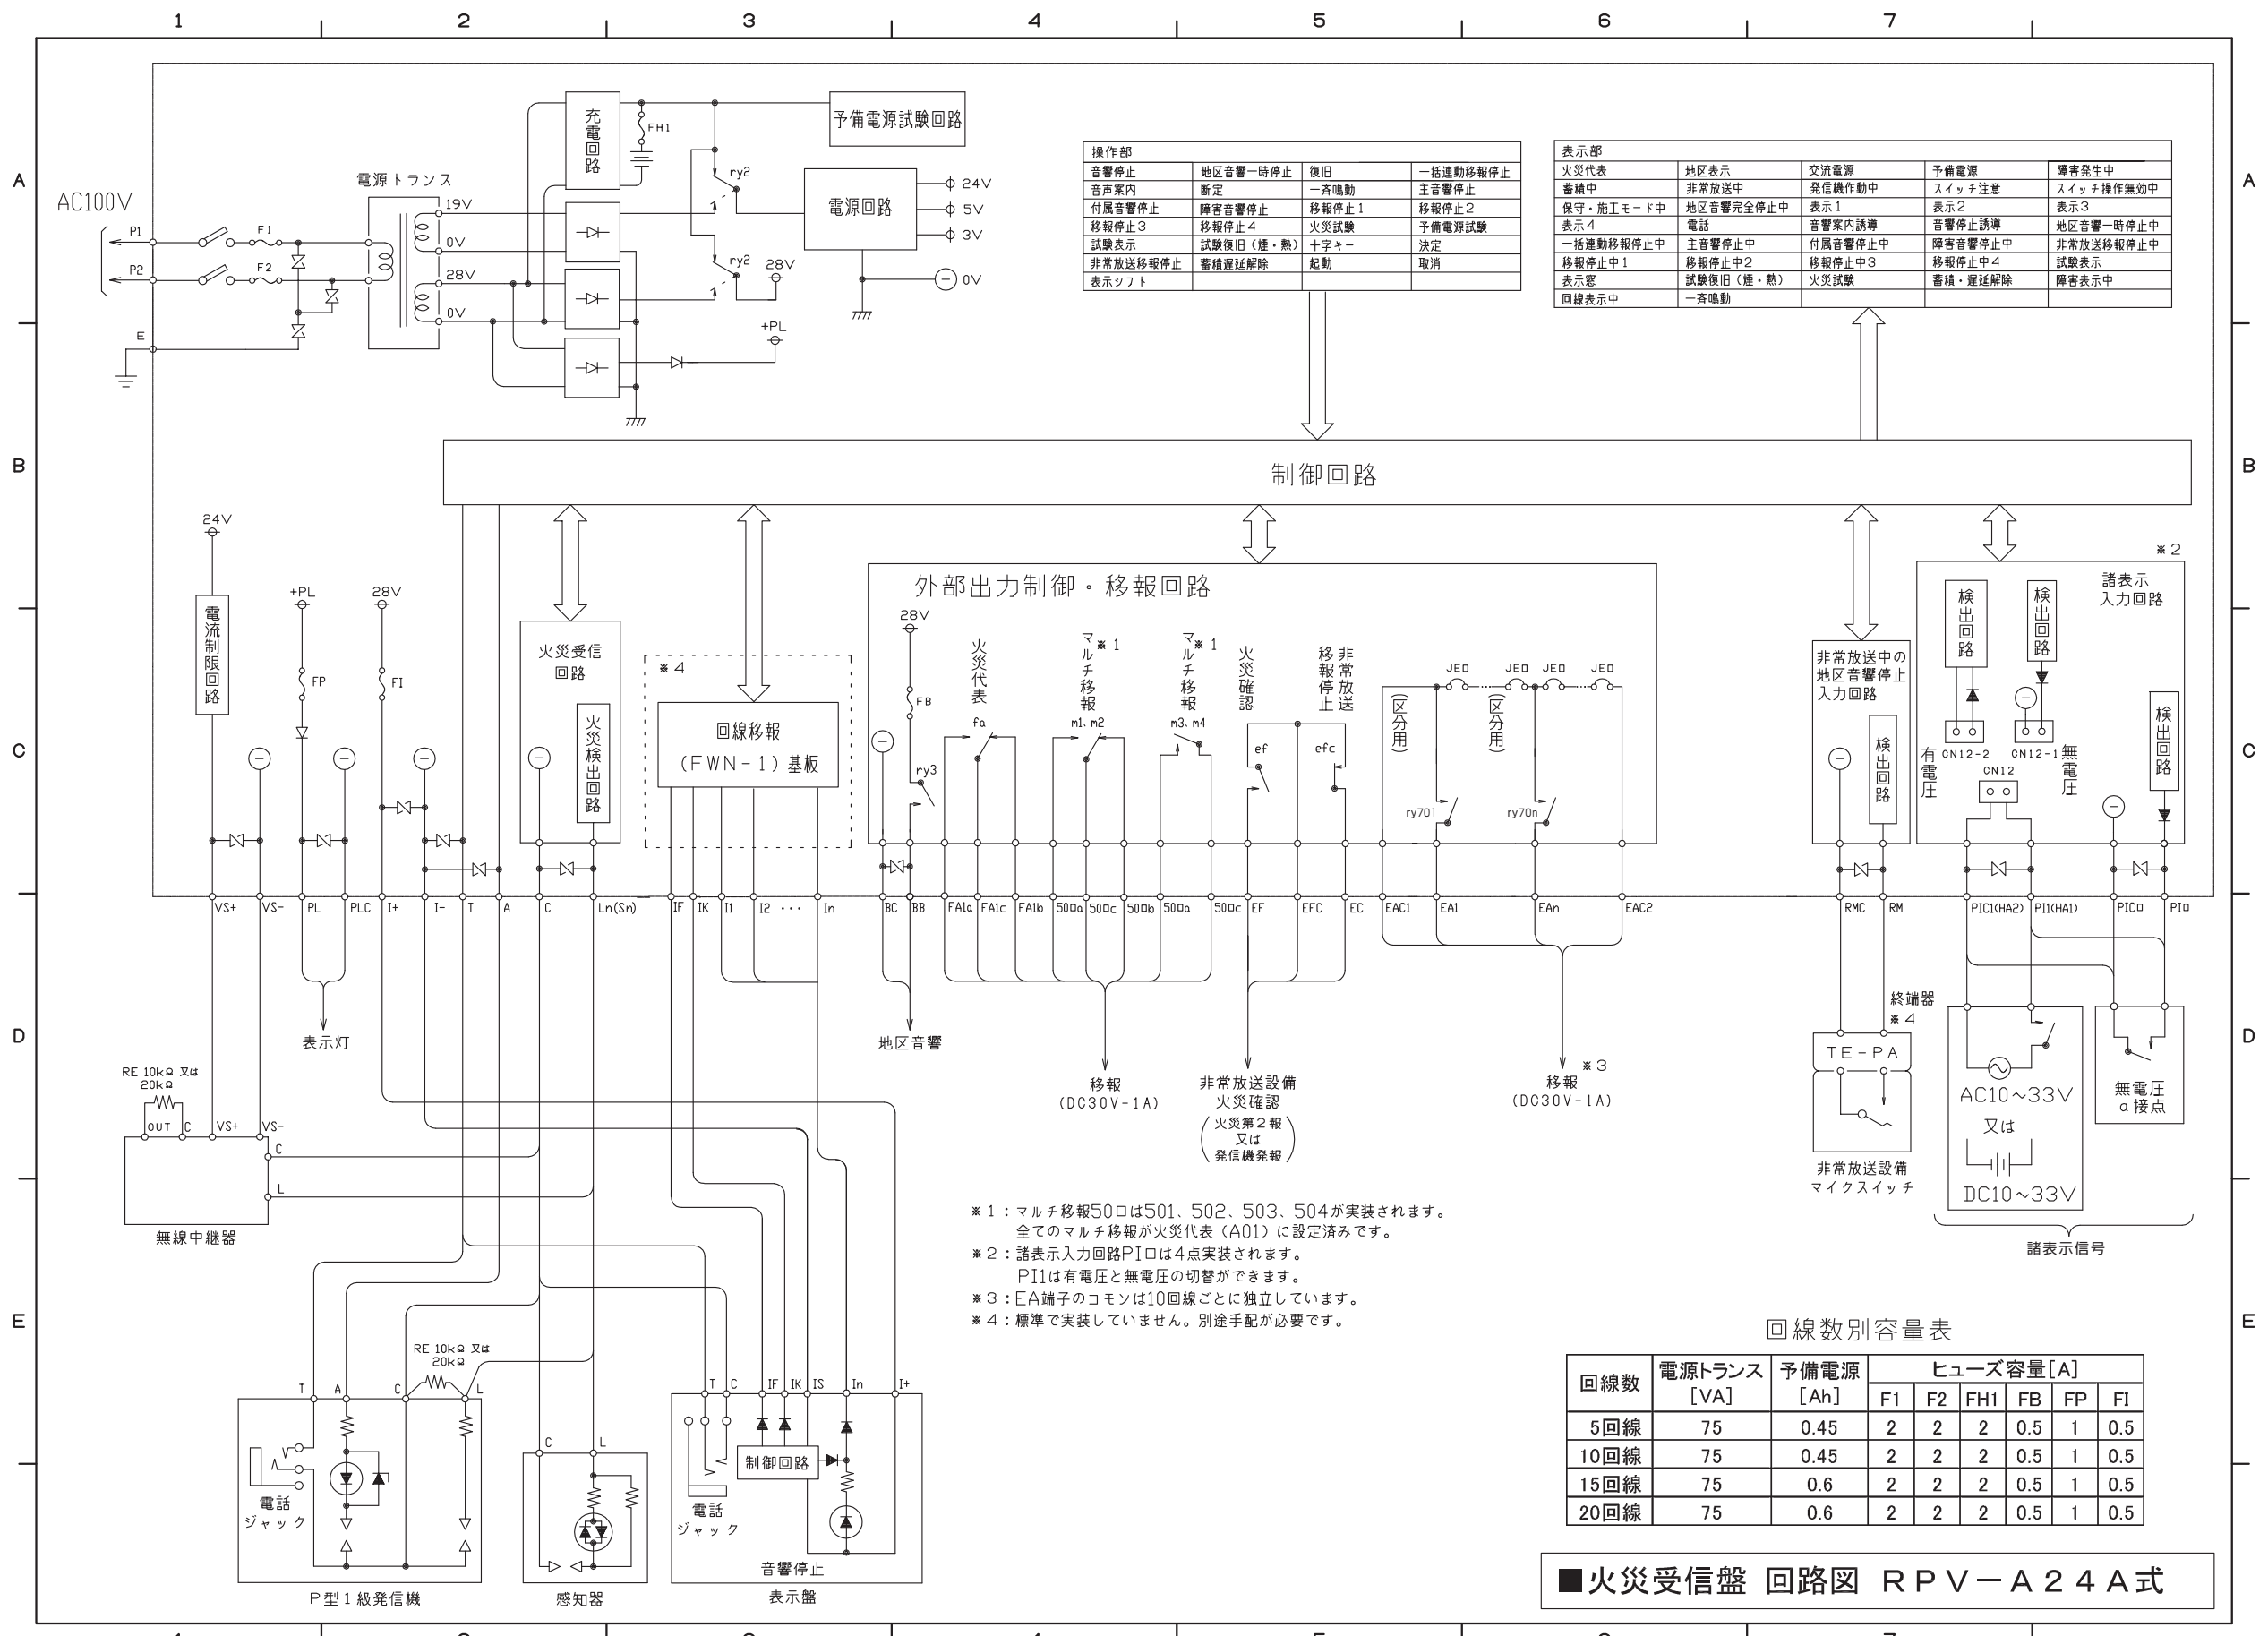 1 2 3 4 5 6 7
A
B
C
D
E
AC100V
P1
P2
E
F1
F2
電源トランス
19V
0V
28V
0V
充電回路
FH1
予備電源試験回路
ry2
ry2
28V
+PL
電源回路
24V
5V
3V
0V
操作部
音響停止 地区音響一時停止 復旧 一括連動移報停止
音声案内 断定 一斉鳴動 主音響停止
付属音響停止 障害音響停止 移報停止1 移報停止2
移報停止3 移報停止4 火災試験 予備電源試験
試験表示 試験復旧(煙・熱) 十字キー 決定
非常放送移報停止 蓄積遅延解除 起動 取消
表示シフト
表示部
火災代表 地区表示 交流電源 予備電源 障害発生中
蓄積中 非常放送中 発信機作動中 スイッチ注意 スイッチ操作無効中
保守・施工モード中 地区音響完全停止中 表示1 表示2 表示3
表示4 電話 音響案内誘導 音響停止誘導 地区音響一時停止中
一括連動移報停止中 主音響停止中 付属音響停止中 障害音響停止中 非常放送移報停止中
移報停止中1 移報停止中2 移報停止中3 移報停止中4 試験表示
表示窓 試験復旧(煙・熱) 火災試験 蓄積・遅延解除 障害表示中
回線表示中 一斉鳴動
制御回路
24V
電流制限回路
+PL
FP
28V
FI
火災受信
回路
火災検出回路
※4
回線移報
(FWN-1)基板
外部出力制御・移報回路
28V
FB
ry3
火災代表
fa
マルチ移報 ※1
m1、m2
マルチ移報 ※1
m3、m4
火災確認
ef
非常放送
移報停止
efc
(区分用)
JE□ JE□ JE□ JE□
(区分用)
ry701
ry70n
非常放送中の
地区音響停止
入力回路
検出回路
※2
諸表示
入力回路
検出回路
検出回路
検出回路
有電圧
CN12-2
CN12-1
無電圧
CN12
VS+ VS- PL PLC I+ I- T A C Ln(Sn) IF IK I1 I2 ・・・ In BC BB FA1a FA1c FA1b 50□a 50□c 50□b 50□a 50□c EF EFC EC EAC1 EA1 EAn EAC2 RMC RM PIC1(HA2) PI1(HA1) PIC□ PI□
表示灯
地区音響
移報
(DC30V-1A)
非常放送設備
火災確認
(火災第2報
又は
発信機発報)
※3
移報
(DC30V-1A)
終端器
※4
TE-PA
非常放送設備
マイクスイッチ
AC10〜33V
又は
DC10〜33V
無電圧
a接点
諸表示信号
RE 10kΩ 又は
20kΩ
OUT C VS+ VS-
C
L
無線中継器
※1:マルチ移報50□は501、502、503、504が実装されます。
全てのマルチ移報が火災代表(A01)に設定済みです。
※2:諸表示入力回路PI□は4点実装されます。
PI1は有電圧と無電圧の切替ができます。
※3:EA端子のコモンは10回線ごとに独立しています。
※4:標準で実装していません。別途手配が必要です。
RE 10kΩ 又は
20kΩ
T A C L
電話
ジャック
P型1級発信機
C L
感知器
T C IF IK IS In I+
制御回路
電話
ジャック
音響停止
表示盤
回線数別容量表
回線数 電源トランス[VA] 予備電源[Ah] ヒューズ容量[A]
F1 F2 FH1 FB FP FI
5回線 75 0.45 2 2 2 0.5 1 0.5
10回線 75 0.45 2 2 2 0.5 1 0.5
15回線 75 0.6 2 2 2 0.5 1 0.5
20回線 75 0.6 2 2 2 0.5 1 0.5
■火災受信盤 回路図 RPV-A24A式